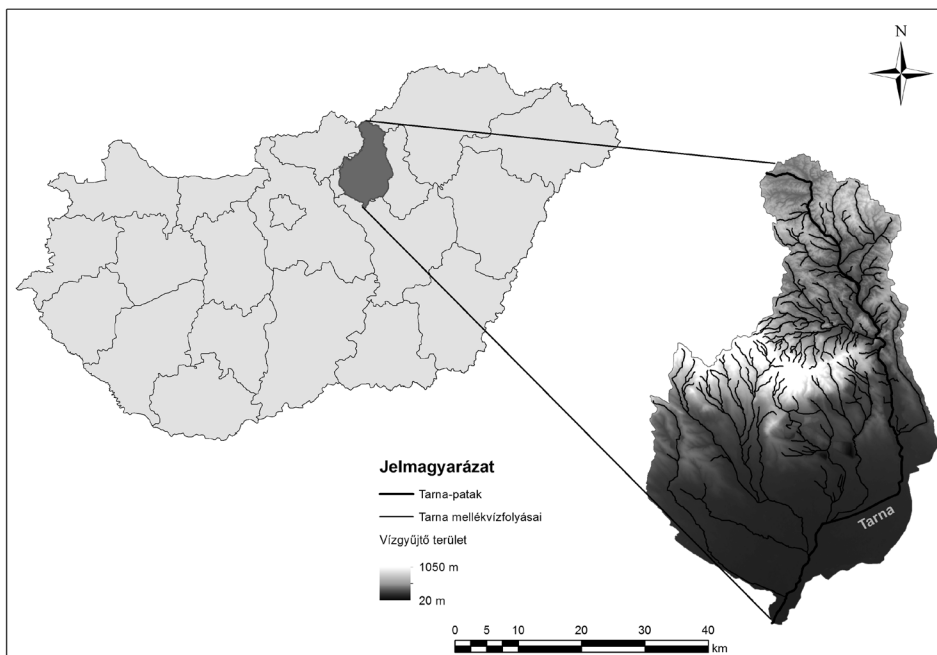 N
Jelmagyarázat
Tarna-patak
Tarna mellékvízfolyásai
Vízgyűjtő terület
1050 m
20 m
Tarna
0 5 10 20 30 40
km